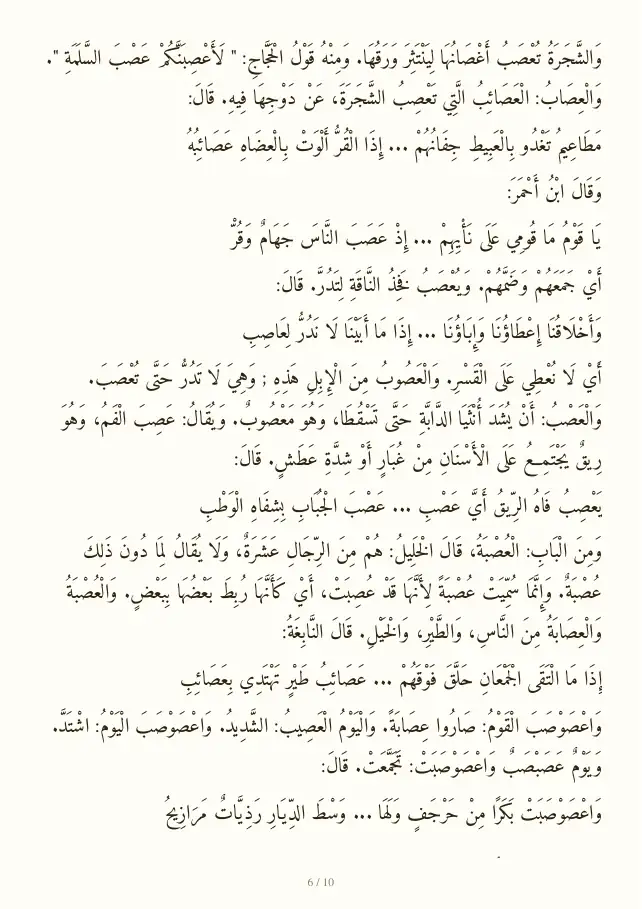 وَالشَّجَرَةُ تُعْصَبُ أَغْصَانُهَا لِيَنْتَثِرَ وَرَقُهَا. وَمِنْهُ قَوْلُ الْحَجَّاجِ: " لَأَعْصِبَنَّكُمْ عَصْبَ السَّلَمَةِ ".
وَالْعِصَابُ: الْعَصَائِبُ الَّتِي تَعْصِبُ الشَّجَرَةَ، عَنْ دَوْجِهَا فِيهِ. قَالَ:
مَطَاعِيمُ تَغْدُو بِالْعَبِيطِ جِفَانُهُمْ ... إِذَا الْقُرُّ أَلْوَتْ بِالْعِضَاهِ عَصَائِبُهُ
وَقَالَ ابْنُ أَحْمَرَ:
يَا قَوْمُ مَا قُومِي عَلَى نَأْيِهِمْ ... إِذْ عَصَبَ النَّاسَ جَهَامٌ وَقُرُّ
أَيْ جَمَعَهُمْ وَضَمَّهُمْ. وَيُعْصَبُ فَخِذُ النَّاقَةِ لِتَدُرَّ. قَالَ:
وَأَخْلَاقُنَا إِعْطَاؤُنَا وَإِبَاؤُنَا ... إِذَا مَا أَبَيْنَا لَا نَدُرُّ لِعَاصِبِ
أَيْ لَا نُعْطِي عَلَى الْقَسْرِ. وَالْعَصُوبُ مِنَ الْإِبِلِ هَذِهِ ; وَهِيَ لَا تَدُرُّ حَتَّى تُعْصَبَ.
وَالْعَصْبُ: أَنْ يُشَدَ أُنْثَيَا الدَّابَّةِ حَتَّى تَسْقُطَا، وَهُوَ مَعْصُوبٌ. وَيُقَالُ: عَصِبَ الْفَمُ، وَهُوَ
رِيقٌ يَجْتَمِعُ عَلَى الْأَسْنَانِ مِنْ غُبَارٍ أَوْ شِدَّةِ عَطَشٍ. قَالَ:
يَعْصِبُ فَاهُ الرِّيقُ أَيَّ عَصْبِ ... عَصْبَ الْجُبَابِ بِشِفَاهِ الْوَطْبِ
وَمِنَ الْبَابِ: الْعُصْبَةُ، قَالَ الْخَلِيلُ: هُمْ مِنَ الرِّجَالِ عَشَرَةٌ، وَلَا يُقَالُ لِمَا دُونَ ذَلِكَ
عُصْبَةٌ. وَإِنَّمَا سُمِّيَتْ عُصْبَةً لِأَنَّهَا قَدْ عُصِبَتْ، أَيْ كَأَنَّهَا رُبِطَ بَعْضُهَا بِبَعْضٍ. وَالْعُصْبَةُ
وَالْعِصَابَةُ مِنَ النَّاسِ، وَالطَّيْرِ، وَالْخَيْلِ. قَالَ النَّابِغَةُ:
إِذَا مَا الْتَقَى الْجَمْعَانِ حَلَّقَ فَوْقَهُمْ ... عَصَائِبُ طَيْرٍ تَهْتَدِي بِعَصَائِبِ
وَاعْصَوْصَبَ الْقَوْمُ: صَارُوا عِصَابَةً. وَالْيَوْمُ الْعَصِيبُ: الشَّدِيدُ. وَاعْصَوْصَبَ الْيَوْمُ: اشْتَدَّ.
وَيَوْمٌ عَصَبْصَبٌ وَاعْصَوْصَبَتْ: تَجَمَّعَتْ. قَالَ:
وَاعْصَوْصَبَتْ بَكَرًا مِنْ حَرْجَفٍ وَلَهَا ... وَسْطَ الدِّيَارِ رَذِيَّاتٌ مَرَازِيحُ
6 / 10